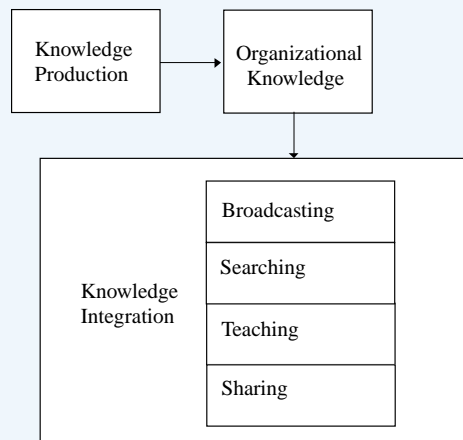 Knowledge
Production
Organizational
Knowledge
Knowledge
Integration
Broadcasting
Searching
Teaching
Sharing